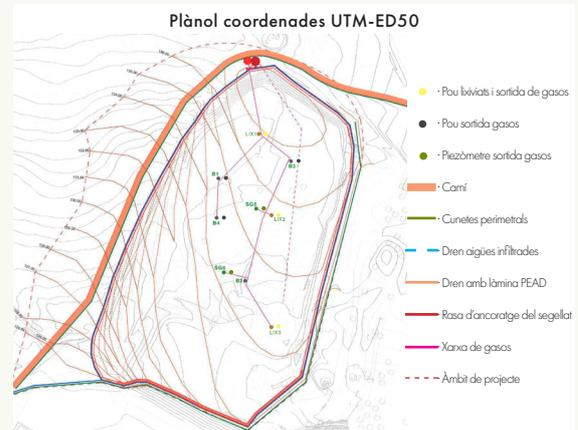 Plànol coordenades UTM-ED50
· Pou lixiviats i sortida de gasos
· Pou sortida gasos
· Piezòmetre sortida gasos
· Camí
· Cunetes perimetrals
· Dren aigües infiltrades
· Dren amb làmina PEAD
· Rasa d'ancoratge del segellat
· Xarxa de gasos
· Àmbit de projecte
LIX1
B3
B1
SG5
LIX2
B4
LIX3